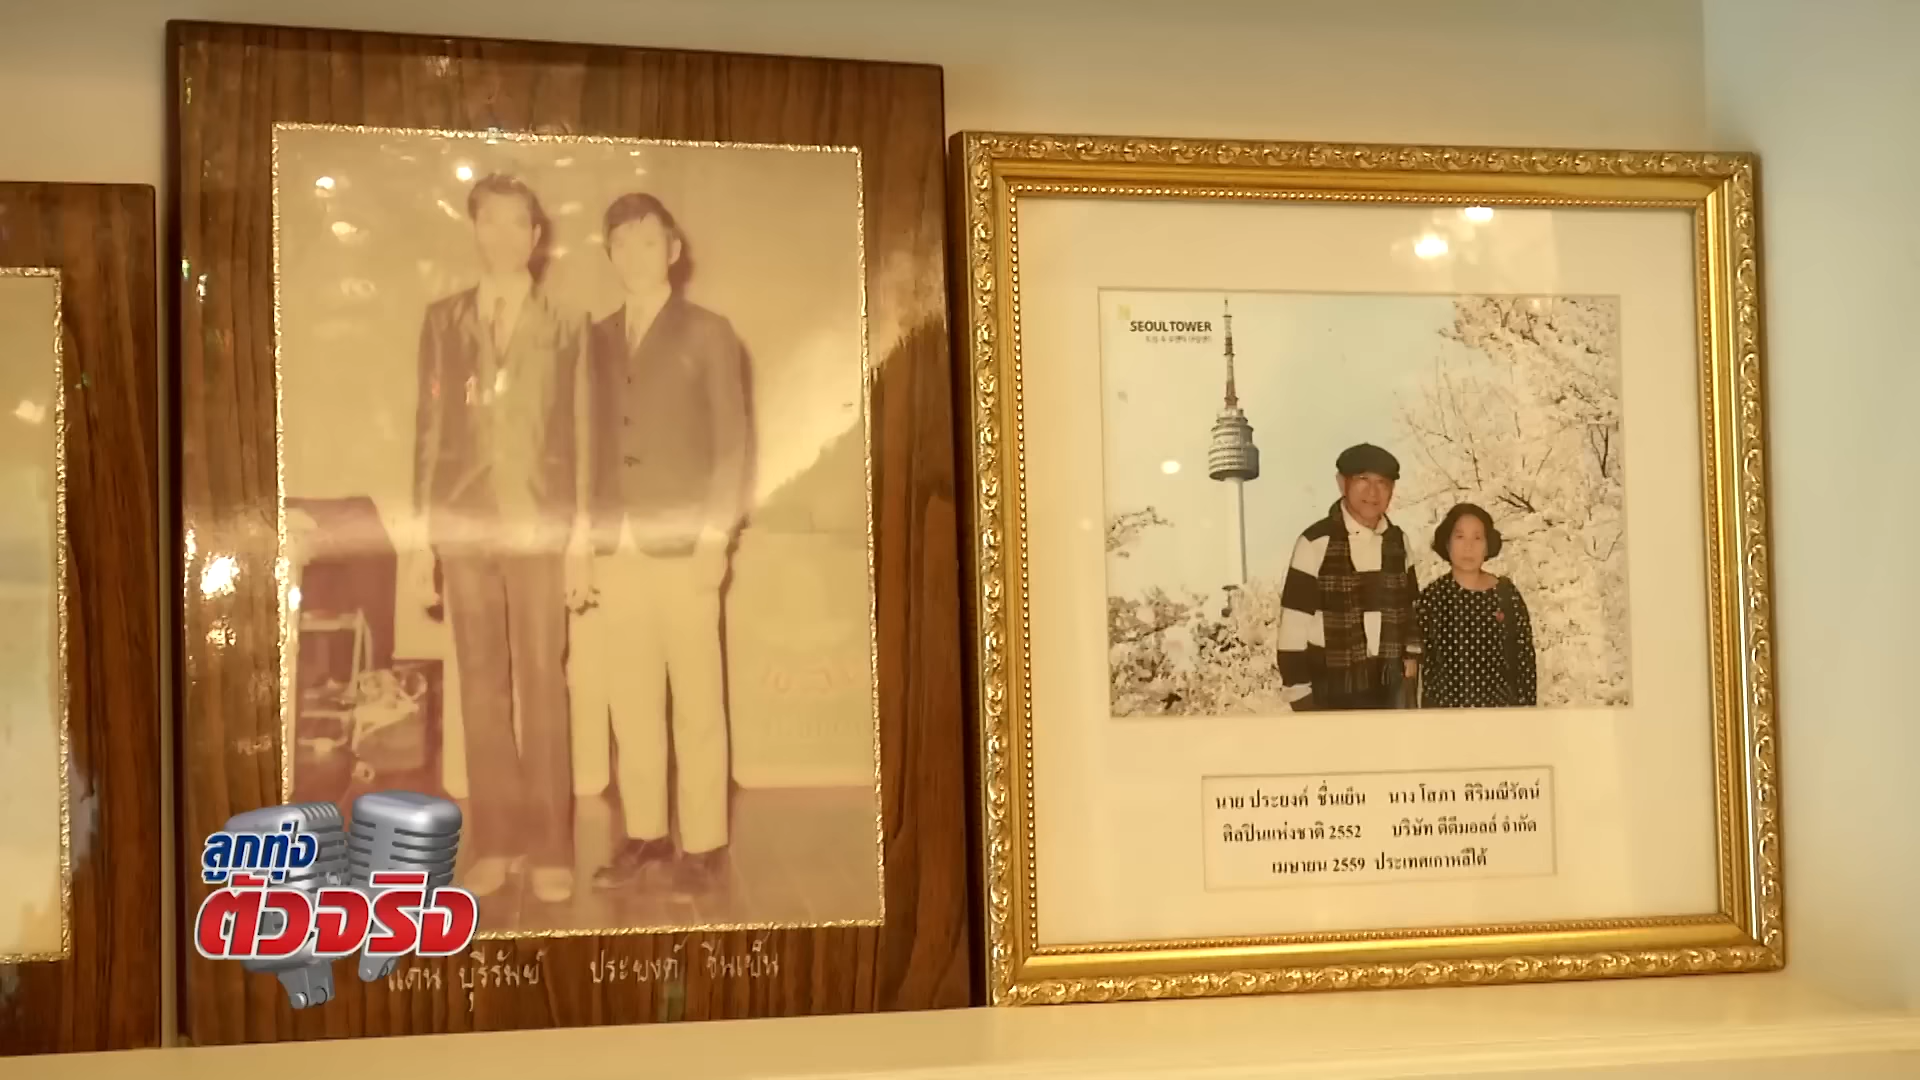 SEOUL TOWER
นาย ประยงค์ ชื่นเย็น นาง โสภา ศิริมณีรัตน์
ศิลปินแห่งชาติ 2552 บริษัท ดีดีมอลล์ จำกัด
เมษายน 2559 ประเทศเกาหลีใต้
ลูกทุ่ง
ตัวจริง
แดน บุรีรัมย์ ประยงค์ ชื่นเย็น